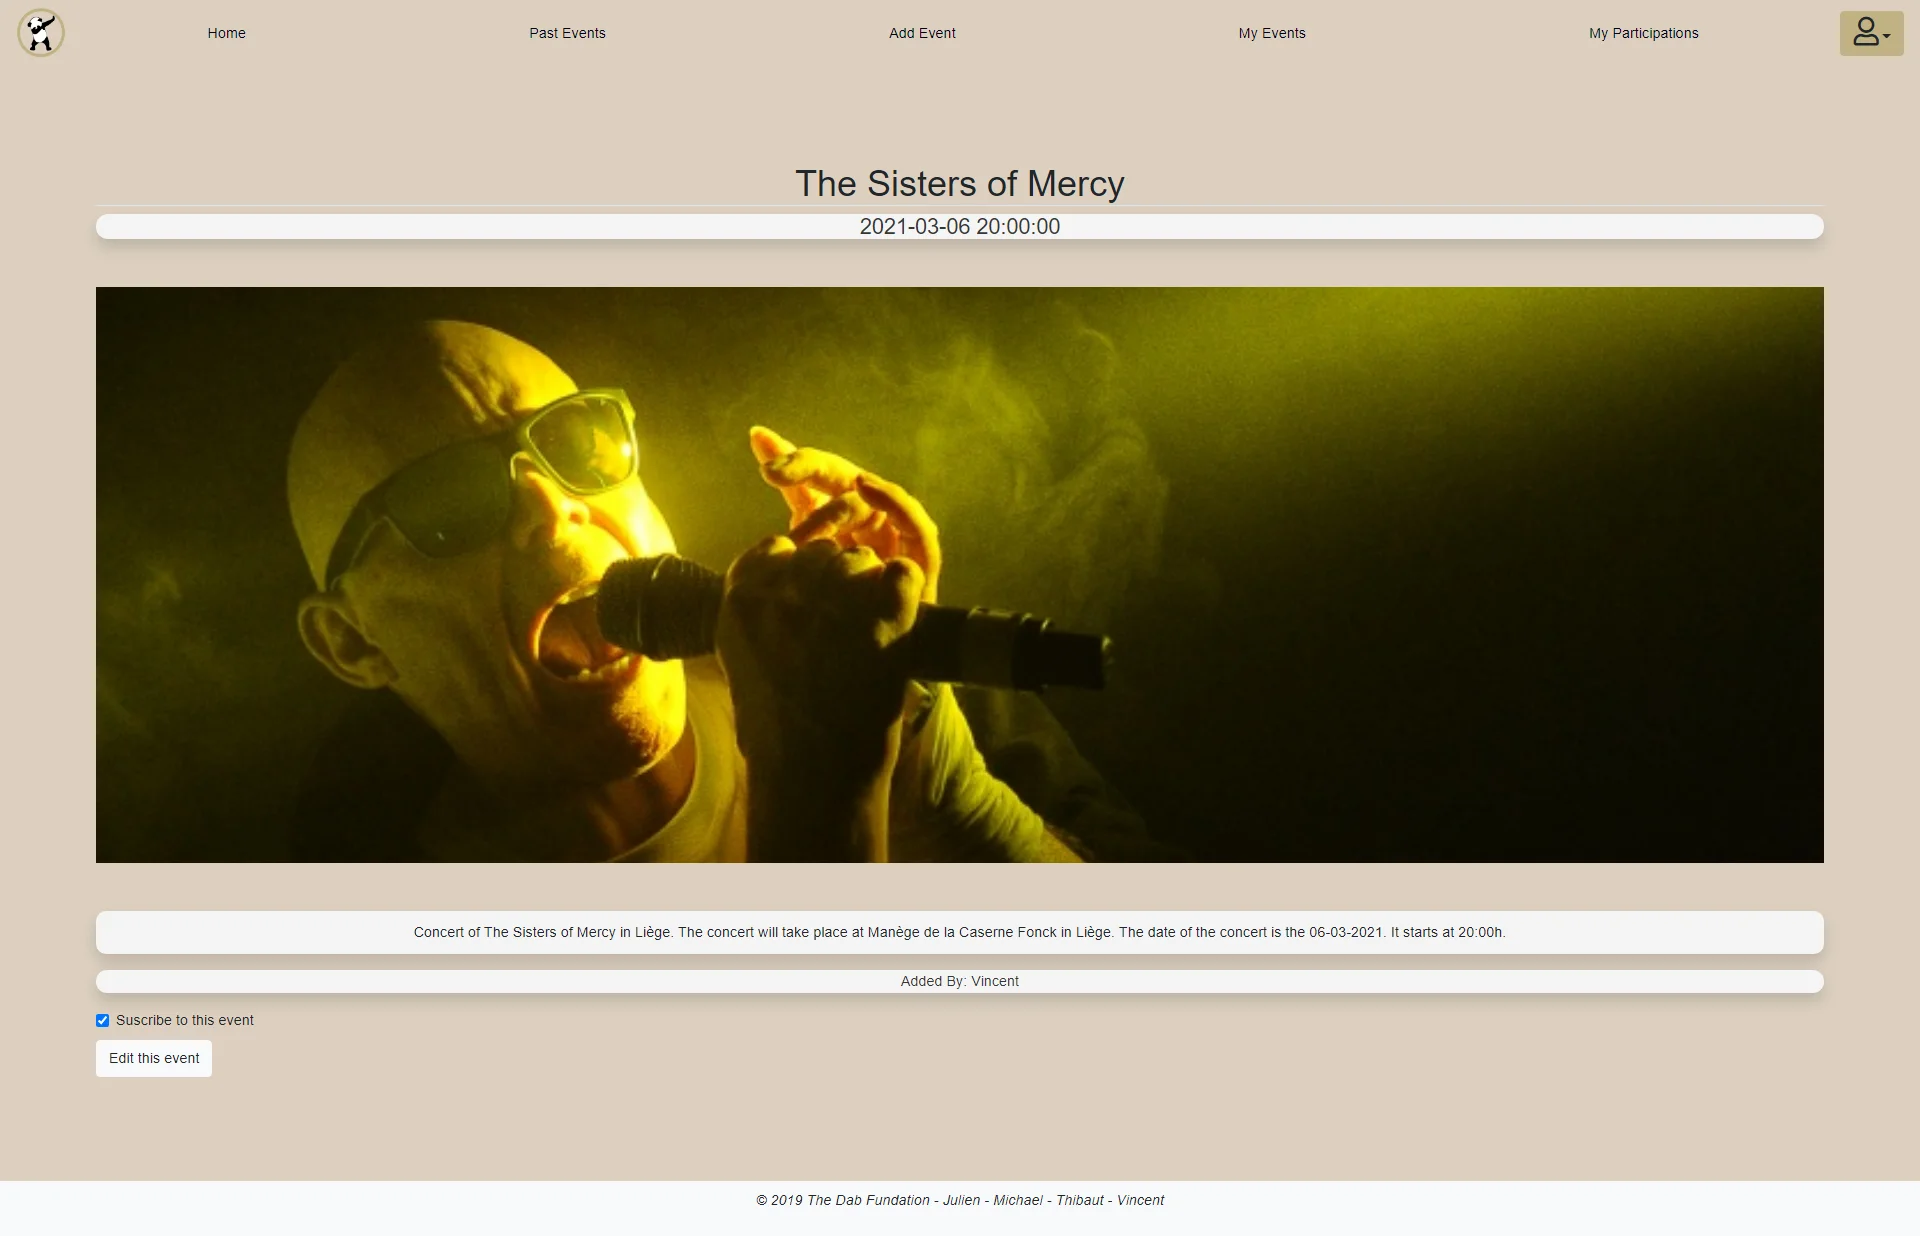 Home
Past Events
Add Event
My Events
My Participations
The Sisters of Mercy
2021-03-06 20:00:00
Concert of The Sisters of Mercy in Liège. The concert will take place at Manège de la Caserne Fonck in Liège. The date of the concert is the 06-03-2021. It starts at 20:00h.
Added By: Vincent
Suscribe to this event
Edit this event
© 2019 The Dab Fundation - Julien - Michael - Thibaut - Vincent